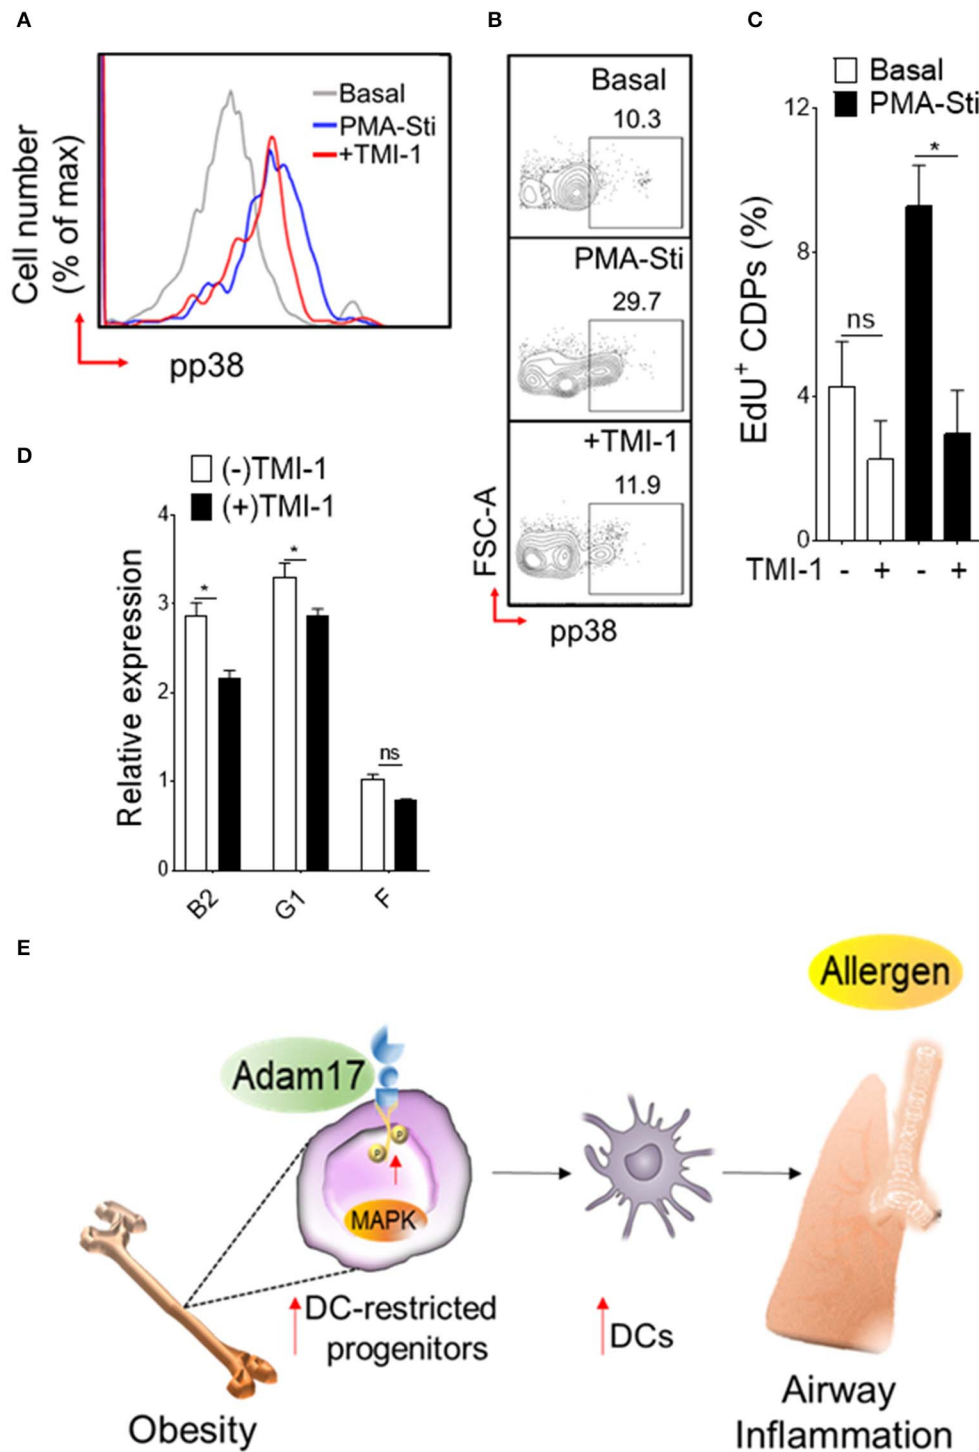 A
Cell number
(% of max)
Basal
PMA-Sti
+TMI-1
pp38
B
Basal
10.3
PMA-Sti
29.7
+TMI-1
11.9
FSC-A
pp38
C
Basal
PMA-Sti
EdU+ CDPs (%)
12
8
4
0
ns
*
TMI-1 - + - +
D
(-)TMI-1
(+)TMI-1
Relative expression
4
3
2
1
0
*
*
ns
B2
G1
F
E
Allergen
Adam17
P
P
MAPK
DC-restricted
progenitors
DCs
Obesity
Airway
Inflammation